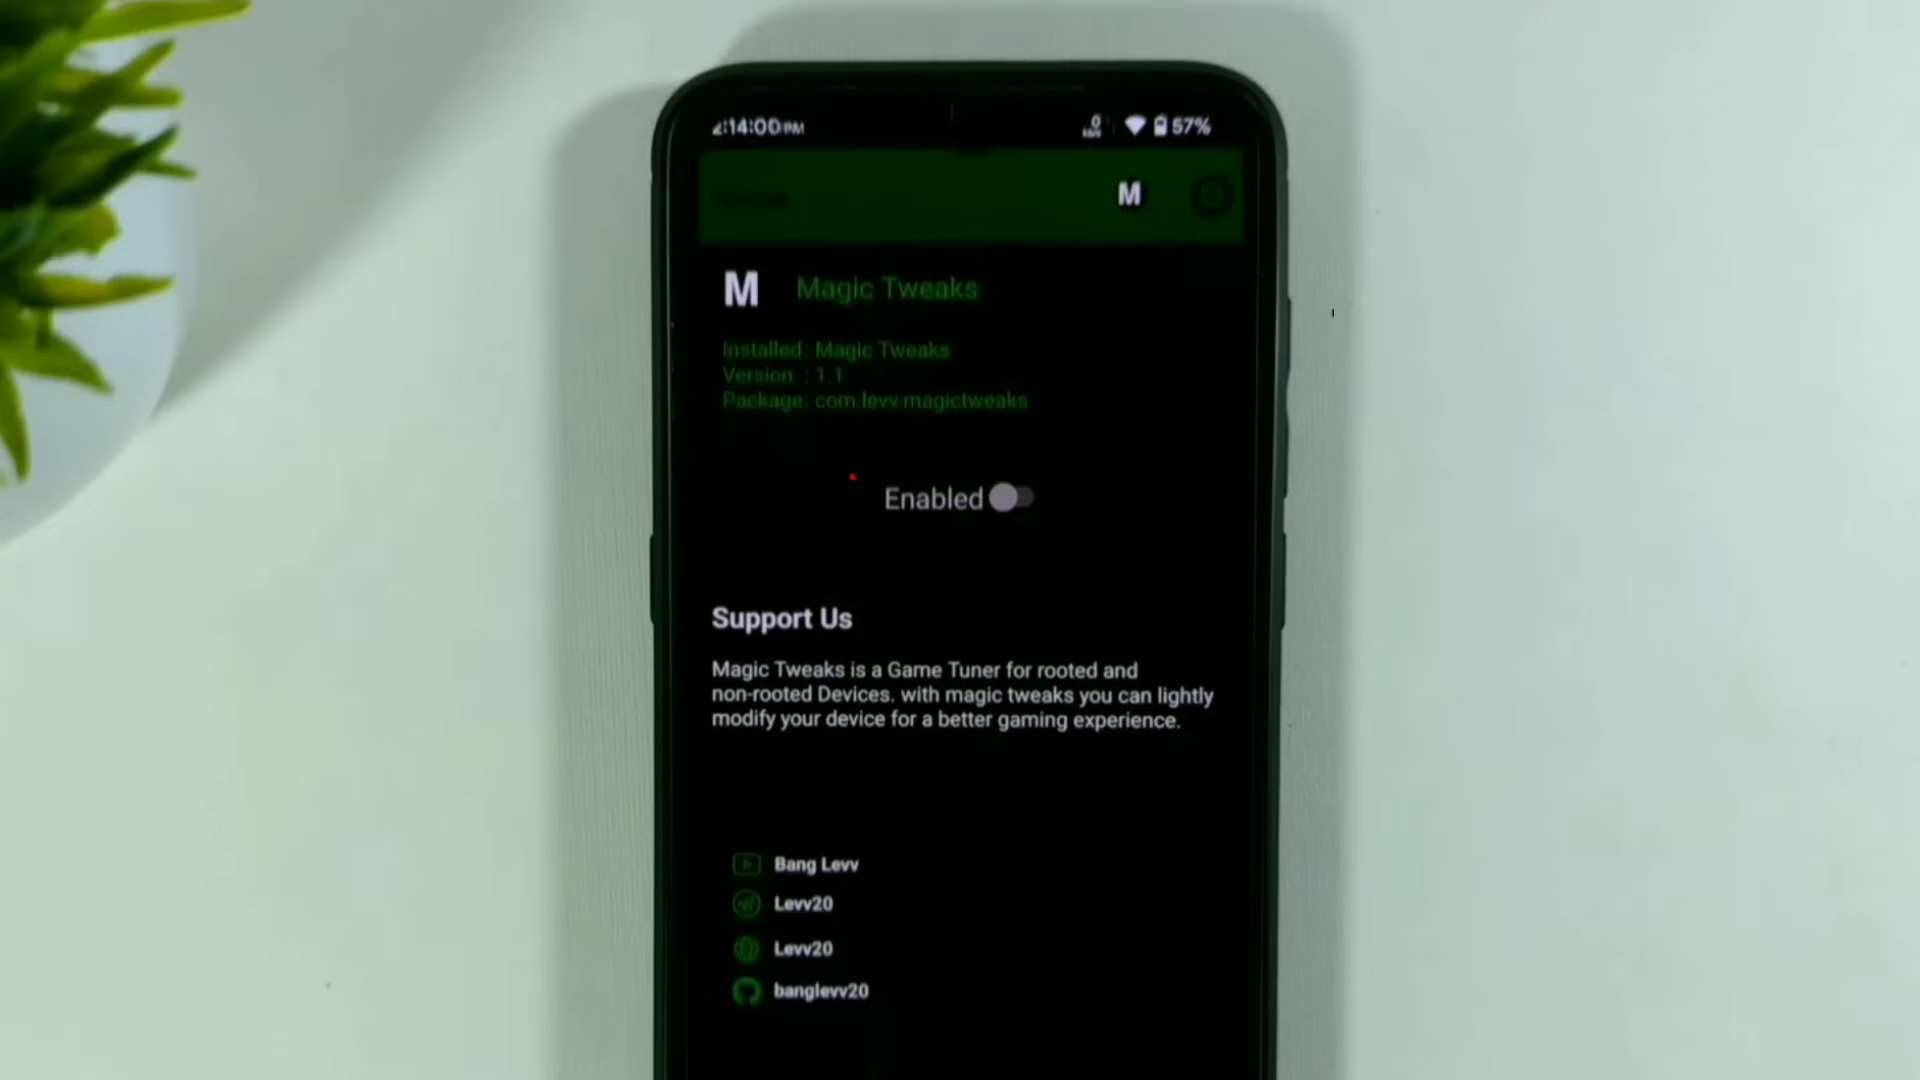 :14:00 PM 0 57%
M
M Magic Tweaks
Installed : Magic Tweaks
Version : 1.1
Package: com.levv.magictweaks
Enabled
Support Us
Magic Tweaks is a Game Tuner for rooted and
non-rooted Devices. with magic tweaks you can lightly
modify your device for a better gaming experience.
Bang Levv
Levv20
Levv20
banglevv20